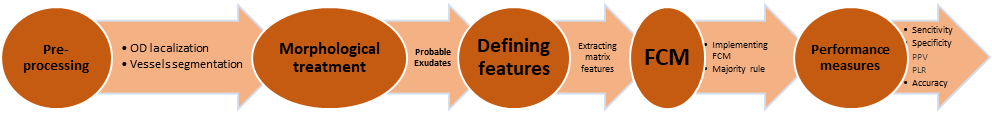 Pre-
processing
• OD lacalization
• Vessels segmentation
Morphological
treatment
Probable
Exudates
Defining
features
Extracting
matrix
features
FCM
• Implementing
FCM
• Majority rule
Performance
measures
• Sencitivity
• Specificity
• PPV
• PLR
• Accuracy